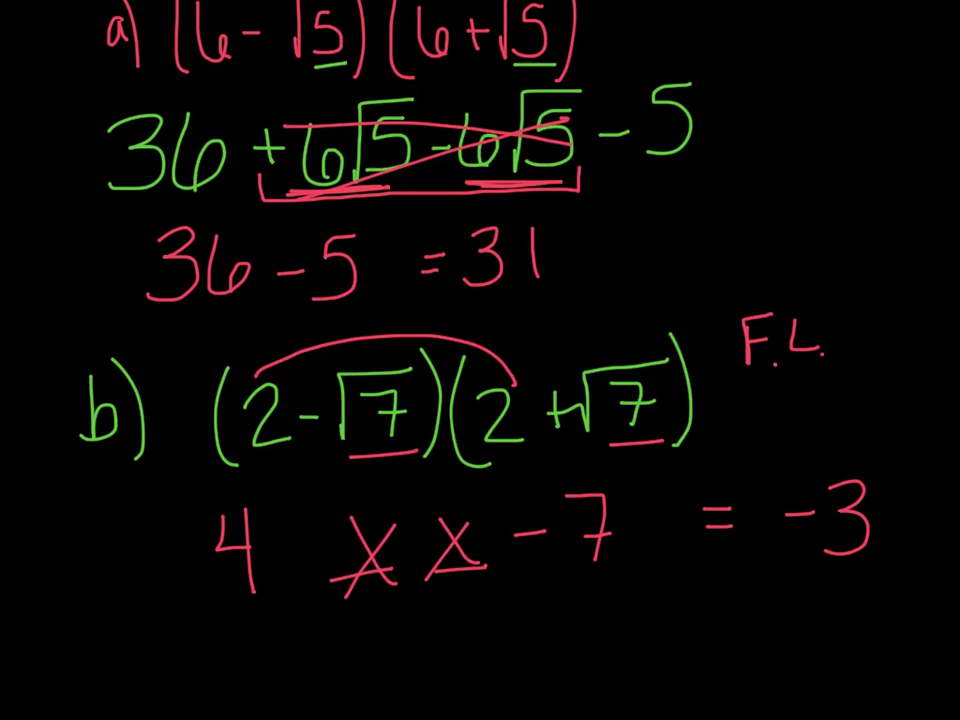 a) (6 - √5)(6 + √5)
36 + 6√5 - 6√5 - 5
36 - 5 = 31
b) (2 - √7)(2 + √7) F.L.
4 X X - 7 = -3